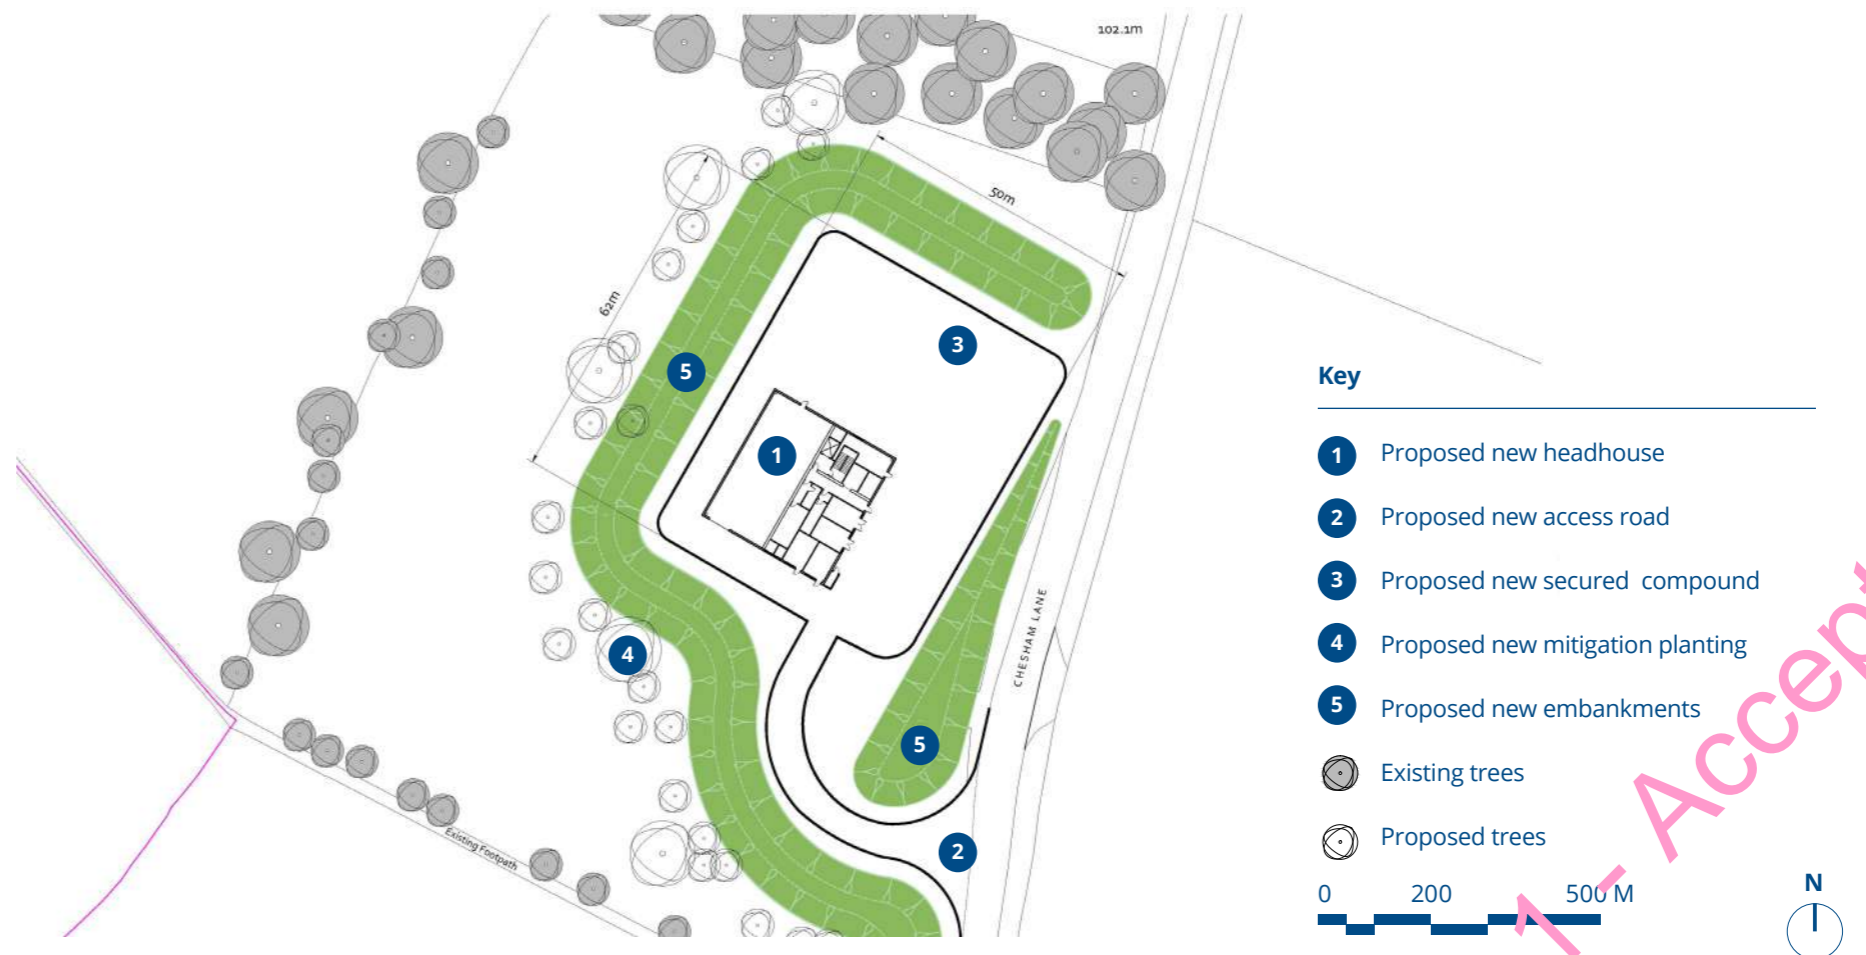 102.1m
50m
62m
3
5
1
CHESHAM LANE
4
5
Existing Footpath
2
Key
1 Proposed new headhouse
2 Proposed new access road
3 Proposed new secured compound
4 Proposed new mitigation planting
5 Proposed new embankments
Existing trees
Proposed trees
0 200 500 M
N
1 - Accept